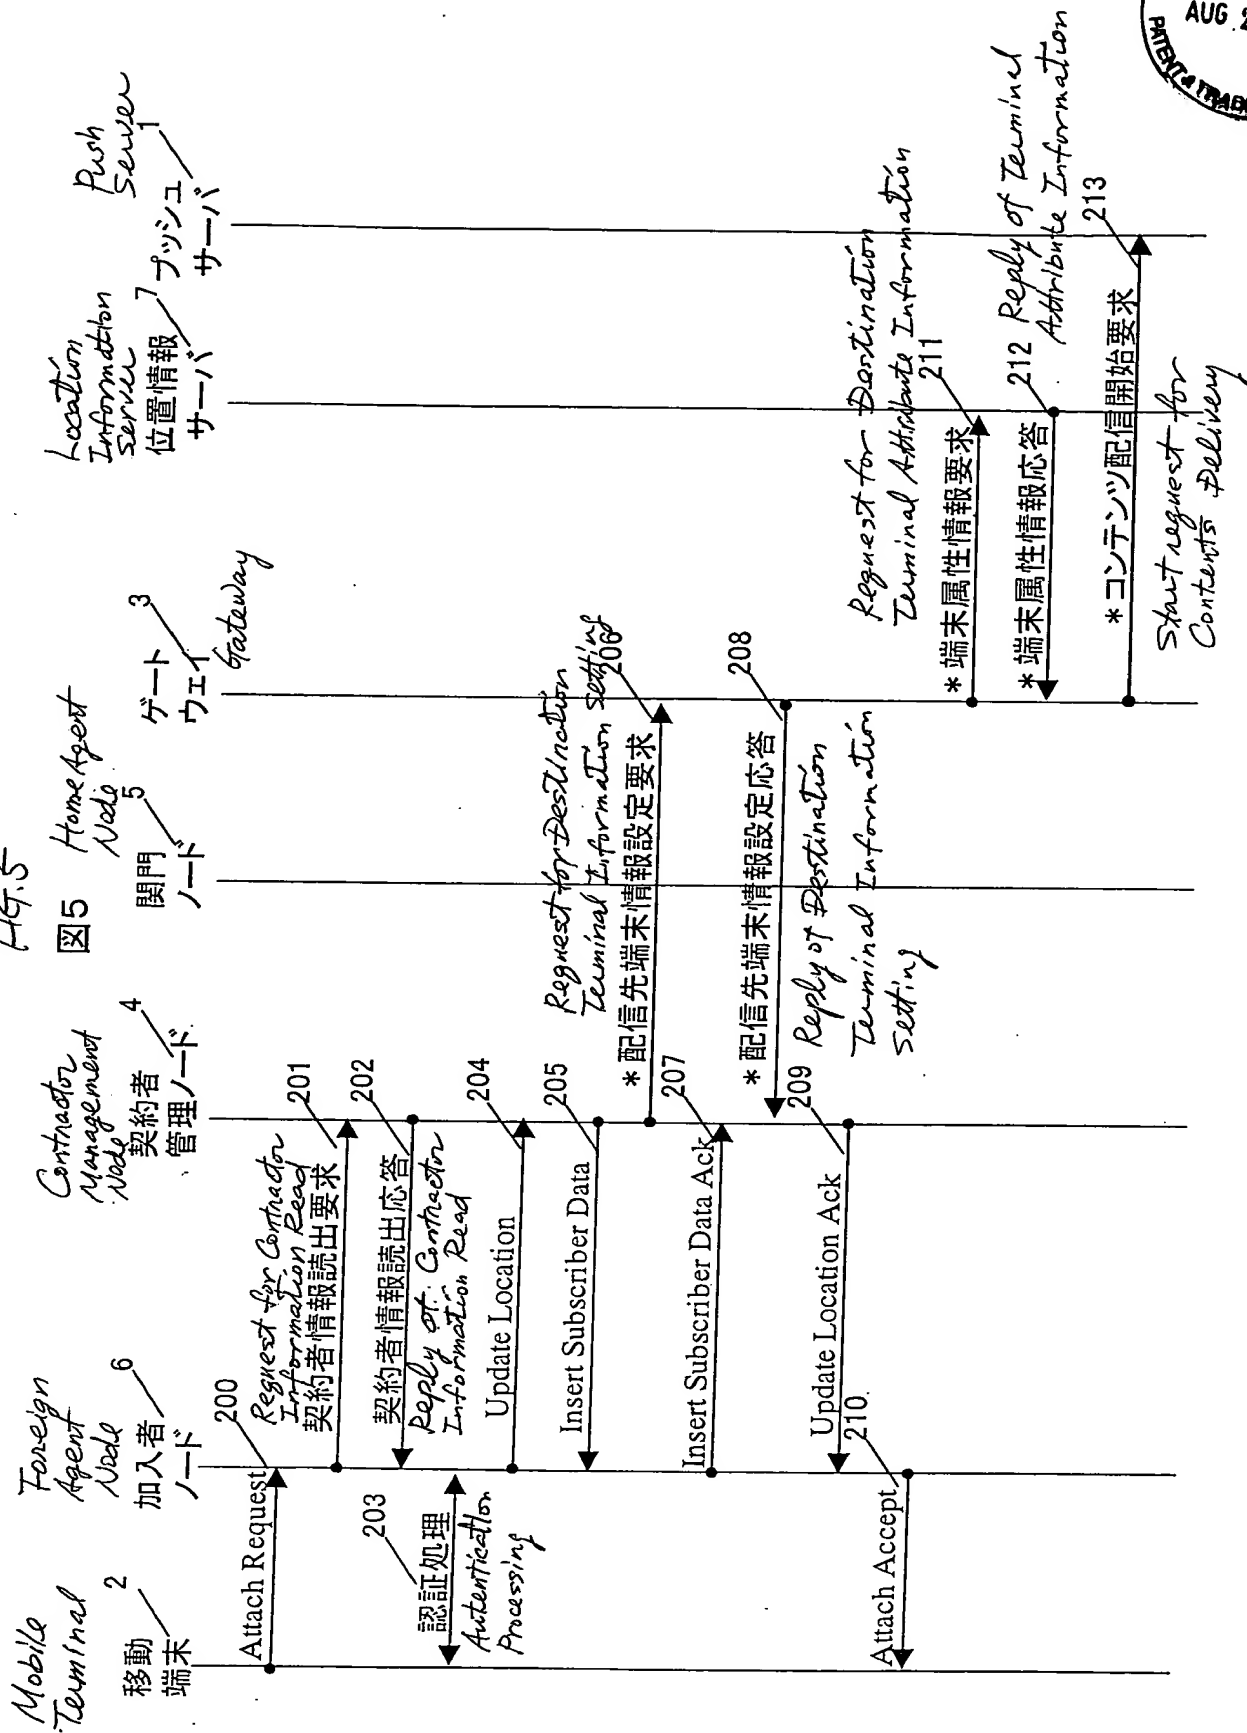 FIG.5
図5
Mobile
Terminal
2
移動
端末
Foreign
Agent
Node
6
加入者
ノード
Contractor
Management
Node
4
契約者
管理ノード
Home Agent
Node
5
関門
ノード
3
ゲート
ウェイ
Gateway
Location
Information
Server
7
位置情報
サーバ
Push
Server
1
プッシュ
サーバ
Attach Request
200
Request for Contractor
Information Read
契約者情報読出要求
201
契約者情報読出応答
202
Reply of Contractor
Information Read
203
認証処理
Autentication
Processing
Update Location
204
Insert Subscriber Data
205
Request for Destination
Terminal Information setting
206
*配信先端末情報設定要求
Insert Subscriber Data Ack
207
*配信先端末情報設定応答
208
Reply of Destination
Terminal Information
Setting
Update Location Ack
209
Attach Accept
210
Request for Destination
Terminal Attribute Information
211
*端末属性情報要求
212
Reply of Terminal
Attribute Information
*端末属性情報応答
213
*コンテンツ配信開始要求
Start request for
Contents Delivery
AUG
PATENT &